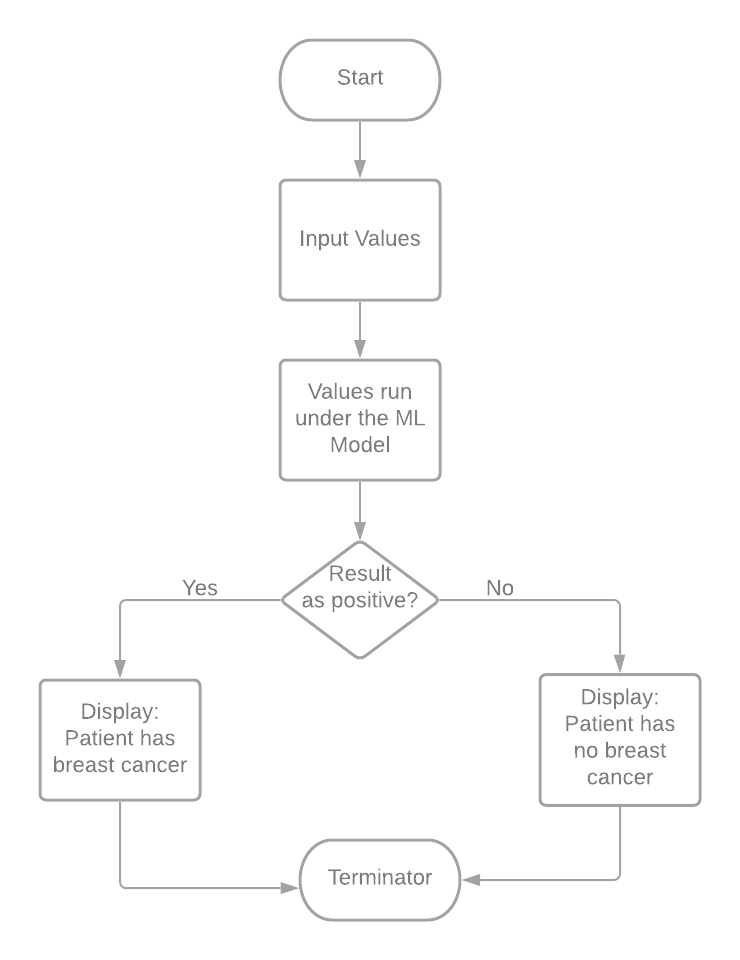 Start
Input Values
Values run
under the ML
Model
Result
as positive?
Yes
No
Display:
Patient has
breast cancer
Display:
Patient has
no breast
cancer
Terminator